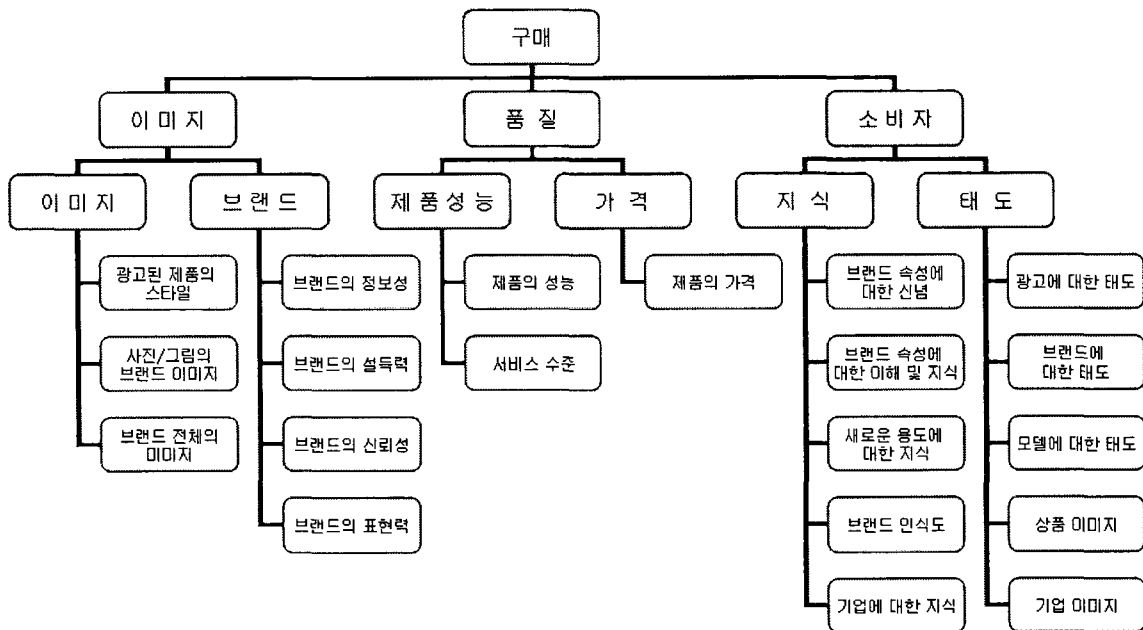 구매
이 미 지
품 질
소 비 자
이 미 지
브 랜 드
제 품 성 능
가 격
지 식
태 도
광고된 제품의
스타일
사진/그림의
브랜드 이미지
브랜드 전체의
이미지
브랜드의 정보성
브랜드의 설득력
브랜드의 신뢰성
브랜드의 표현력
제품의 성능
서비스 수준
제품의 가격
브랜드 속성에
대한 신념
브랜드 속성에
대한 이해 및 지식
새로운 용도에
대한 지식
브랜드 인식도
기업에 대한 지식
광고에 대한 태도
브랜드에
대한 태도
모델에 대한 태도
상품 이미지
기업 이미지